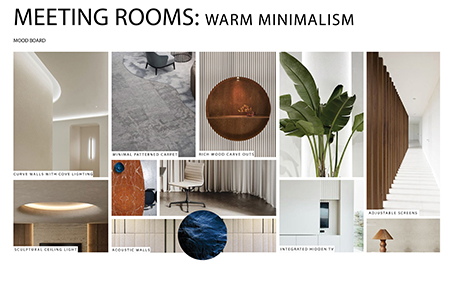 MEETING ROOMS: WARM MINIMALISM
MOOD BOARD
MINIMAL PATTERNED CARPET
RICH WOOD CARVE OUTS
CURVE WALLS WITH COVE LIGHTING
ADJUSTABLE SCREENS
SCULPTURAL CEILING LIGHT
ACOUSTIC WALLS
INTEGRATED HIDDEN TV